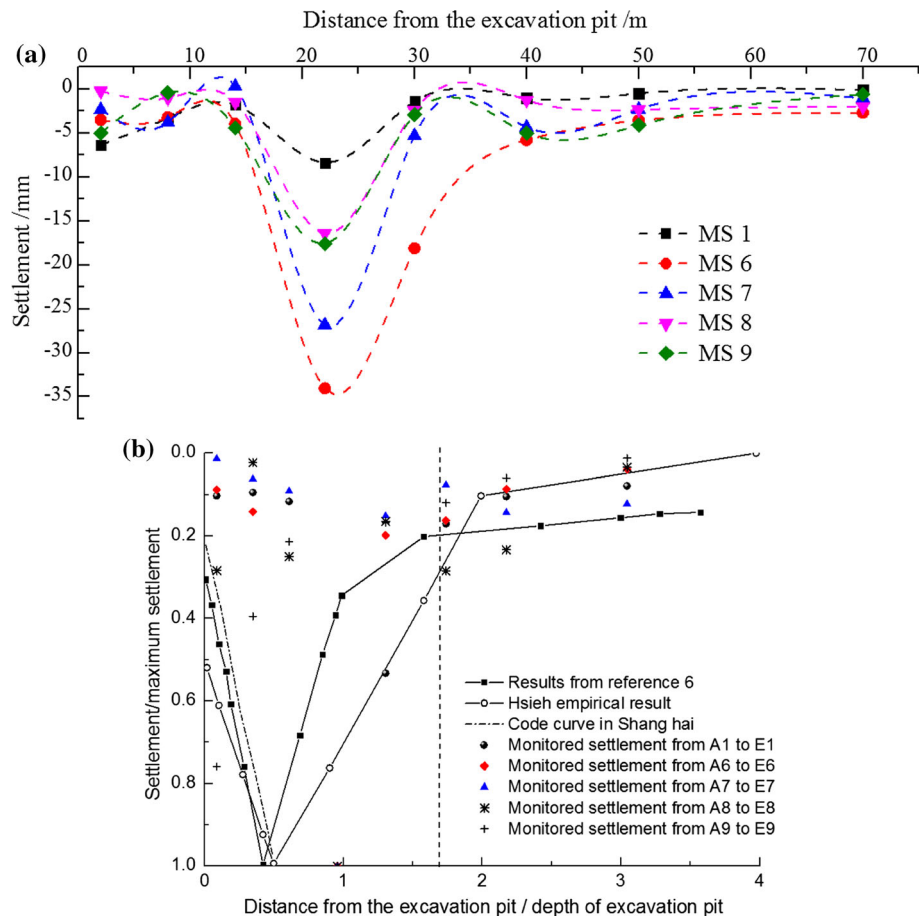 Distance from the excavation pit /m
(a)
0 10 20 30 40 50 60 70
0
-5
-10
-15
-20
-25
-30
-35
Settlement /mm
MS 1
MS 6
MS 7
MS 8
MS 9
(b)
0.0
0.2
0.4
0.6
0.8
1.0
Settlement/maximum settlement
Results from reference 6
Hsieh empirical result
Code curve in Shang hai
Monitored settlement from A1 to E1
Monitored settlement from A6 to E6
Monitored settlement from A7 to E7
Monitored settlement from A8 to E8
Monitored settlement from A9 to E9
0 1 2 3 4
Distance from the excavation pit / depth of excavation pit